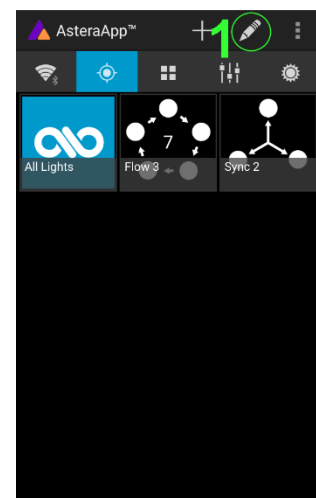 AsteraApp™
1
7
All Lights
Flow 3
Sync 2